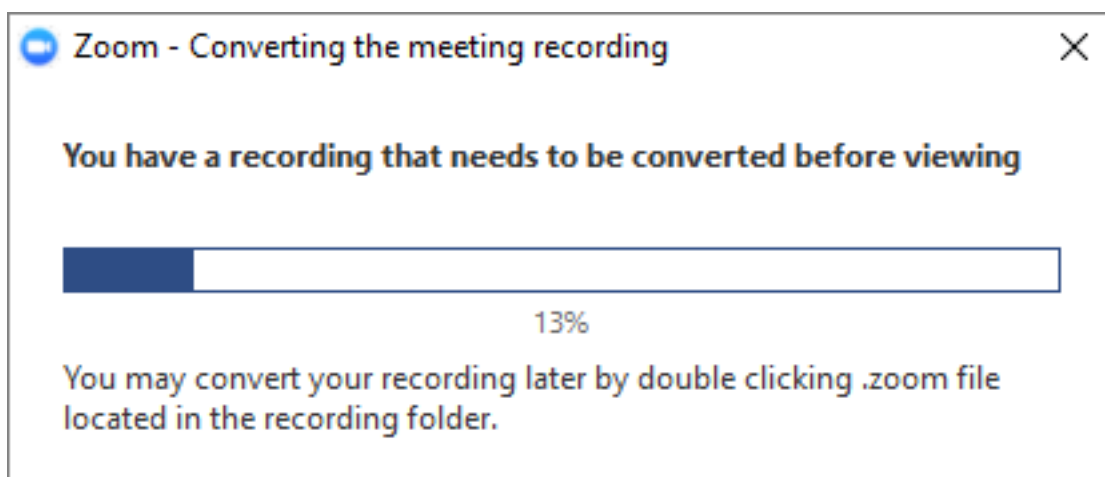 Zoom - Converting the meeting recording
You have a recording that needs to be converted before viewing
13%
You may convert your recording later by double clicking .zoom file
located in the recording folder.